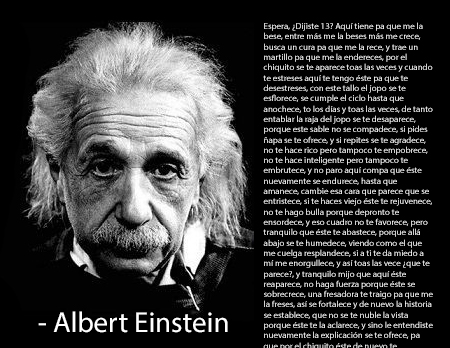 Espera, ¿Dijiste 13? Aquí tiene pa que me la
bese, entre más me la beses más me crece,
busca un cura pa que me la rece, y trae un
martillo pa que me la endereces, por el
chiquito se te aparece toas las veces y cuando
te estreses aquí te tengo éste pa que te
desestreses, con este tallo el jopo se te
esflorece, se cumple el ciclo hasta que
anochece, to los días y toas las veces, de tanto
entablar la raja del jopo se te desaparece,
porque este sable no se compadece, si pides
ñapa se te ofrece, y si repites se te agradece,
no te hace rico pero tampoco te empobrece,
no te hace inteligente pero tampoco te
embrutece, y no paro aquí compa que éste
nuevamente se endurece, hasta que
amanece, cambie esa cara que parece que se
entristece, si te haces viejo éste te rejuvenece,
no te hago bulla porque depronto te
ensordece, y eso cuadro no te favorece, pero
tranquilo que éste te abastece, porque allá
abajo se te humedece, viendo como el que
me cuelga resplandece, si a ti te da miedo a
mí me enorgullece, y así toas las vece ¿que te
parece?, y tranquilo mijo que aquí éste
reaparece, no haga fuerza porque éste se
sobrecrece, una fresadora te traigo pa que me
la freses, así se fortalece y de nuevo la historia
se establece, que no se te nuble la vista
porque éste te la aclarece, y sino le entendiste
nuevamente la explicación se te ofrece, pa
que por el chiquito éste de nuevo te
- Albert Einstein